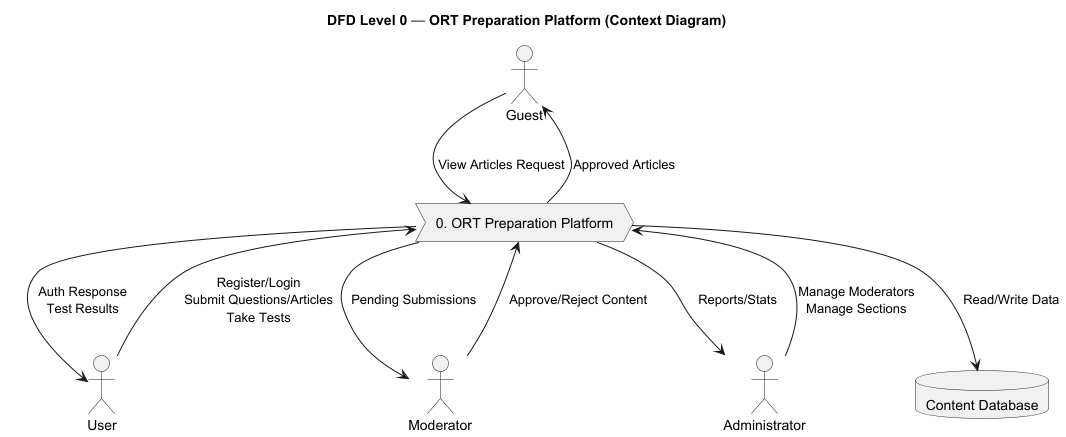 DFD Level 0 — ORT Preparation Platform (Context Diagram)
Guest
View Articles Request
Approved Articles
0. ORT Preparation Platform
Auth Response
Test Results
Register/Login
Submit Questions/Articles
Take Tests
Pending Submissions
Approve/Reject Content
Reports/Stats
Manage Moderators
Manage Sections
Read/Write Data
User
Moderator
Administrator
Content Database